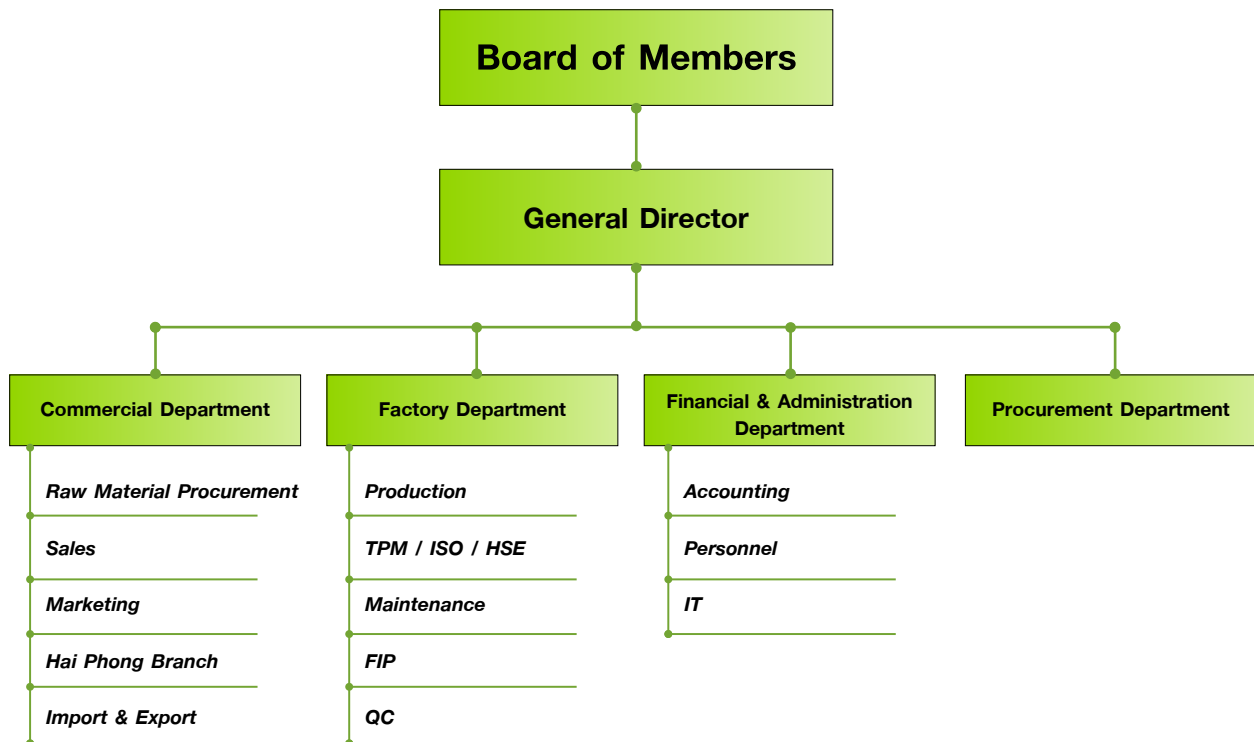 Board of Members
General Director
Commercial Department
Factory Department
Financial & Administration
Department
Procurement Department
Raw Material Procurement
Sales
Marketing
Hai Phong Branch
Import & Export
Production
TPM / ISO / HSE
Maintenance
FIP
QC
Accounting
Personnel
IT